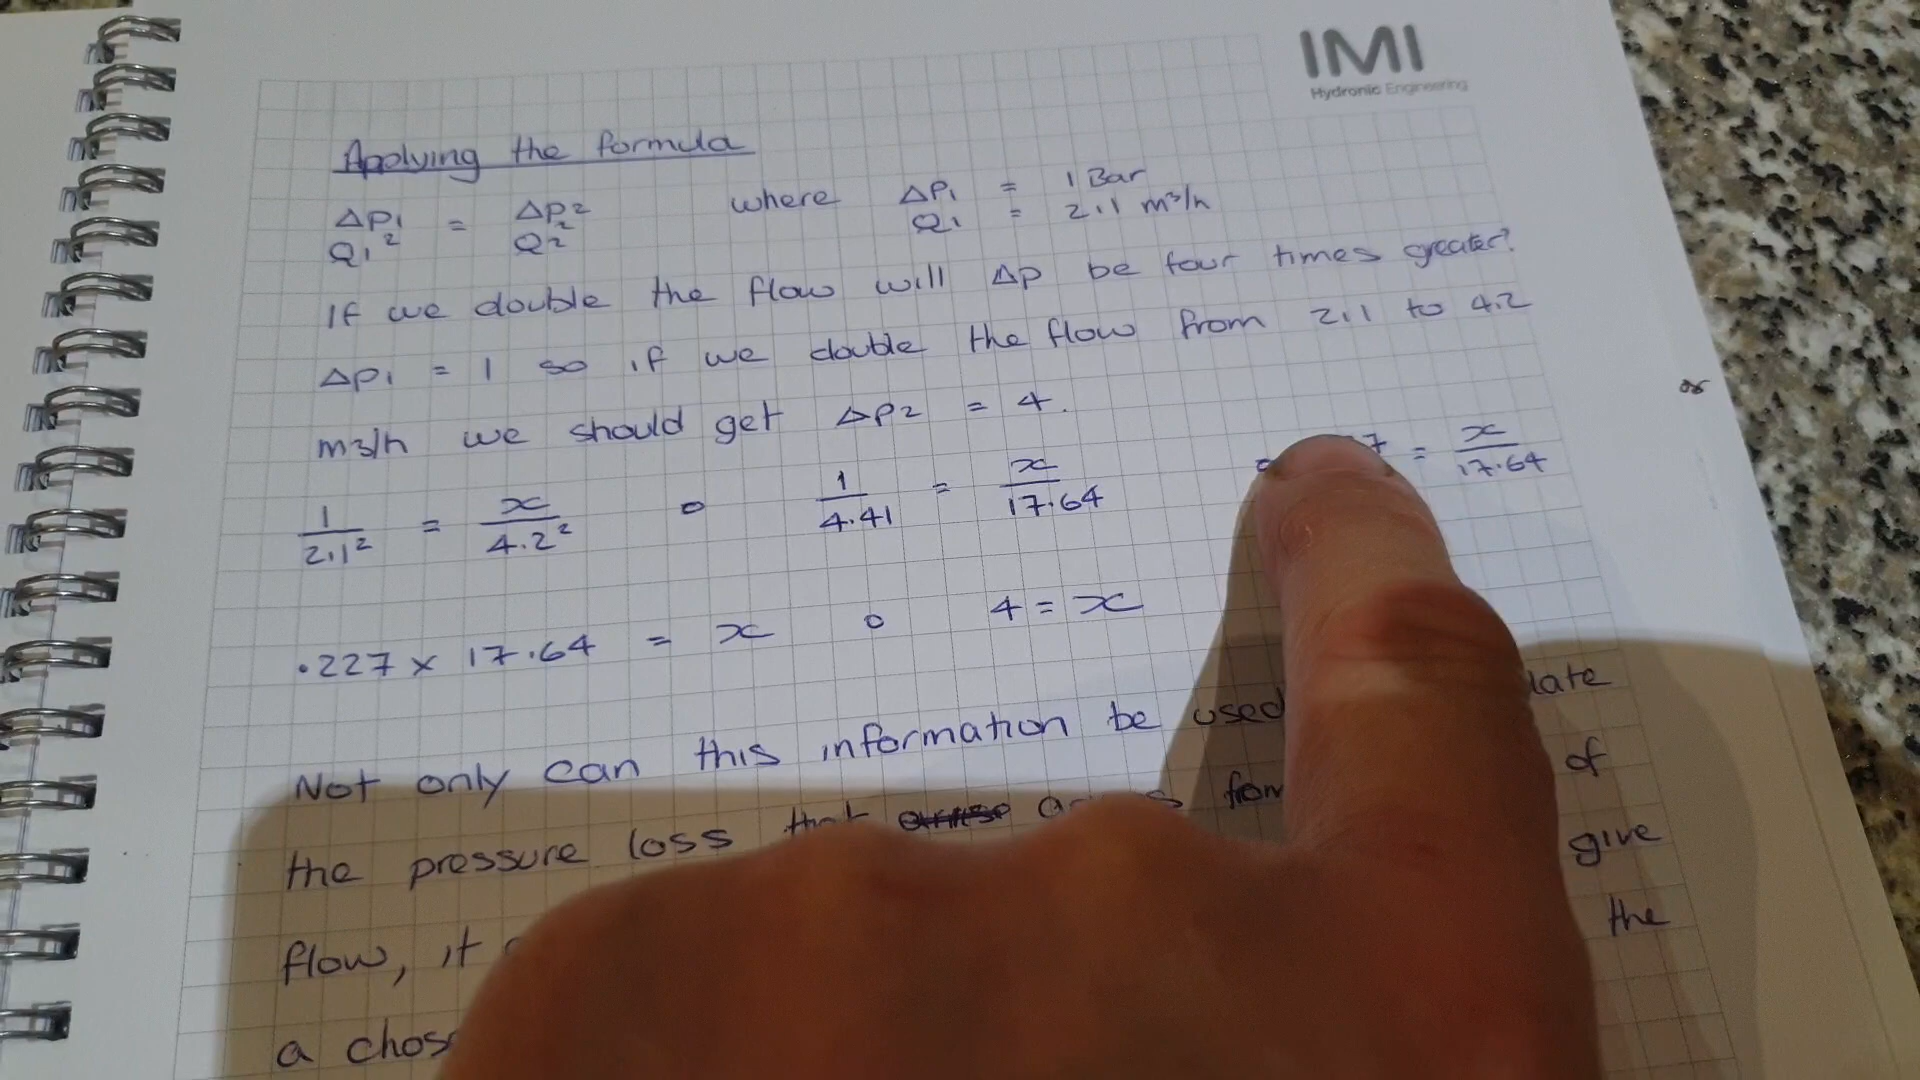 IMI
Hydronic Engineering
Applying the formula
ΔP1 = ΔP2 where ΔP1 = 1 Bar
Q1² Q2² Q1 = 2.1 m³/h
If we double the flow will ΔP be four times greater?
ΔP1 = 1 so if we double the flow from 2.1 to 4.2
m3/h we should get ΔP2 = 4.
1/2.1² = x/4.2² o 1/4.41 = x/17.64 = x/17.64
.227 x 17.64 = x o 4 = x
Not only can this information be used
the pressure loss that from of
flow, it give
a the